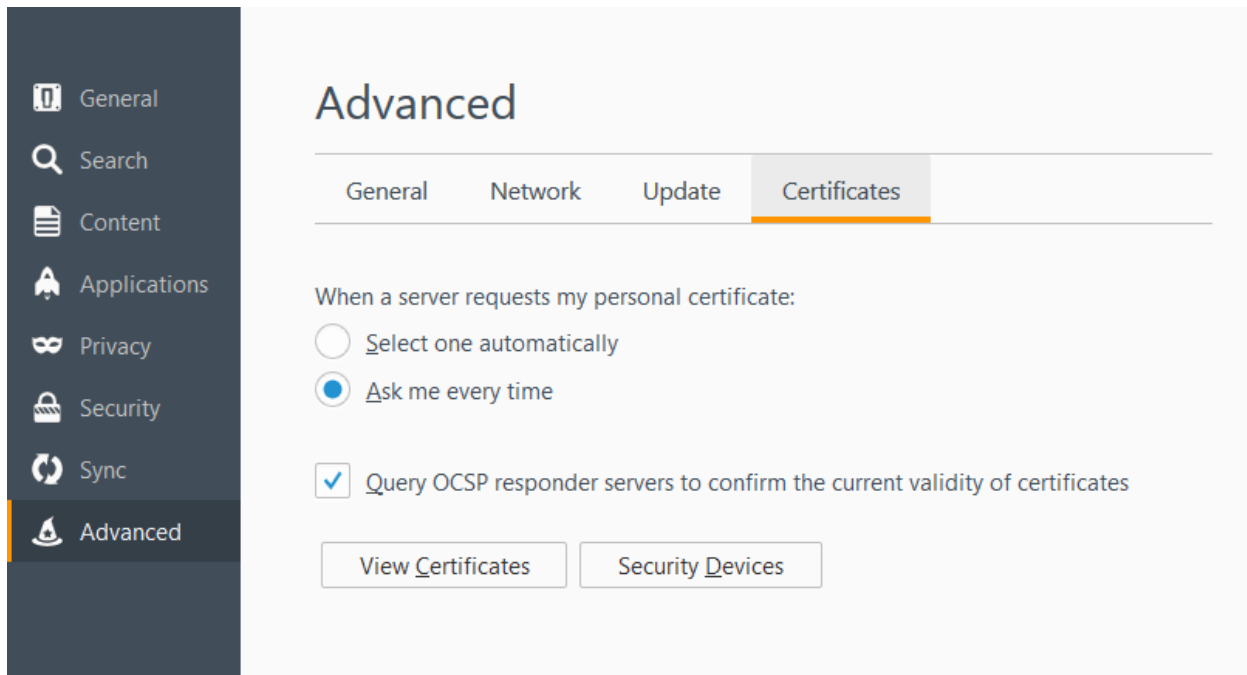 General
Search
Content
Applications
Privacy
Security
Sync
Advanced
Advanced
General Network Update Certificates
When a server requests my personal certificate:
Select one automatically
Ask me every time
Query OCSP responder servers to confirm the current validity of certificates
View Certificates Security Devices